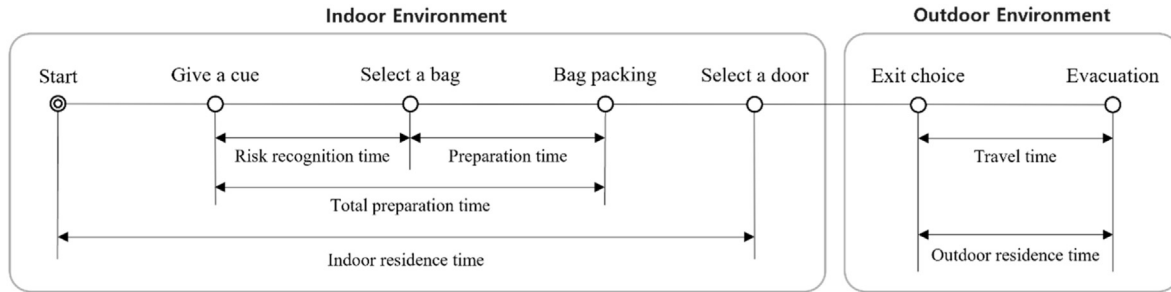 Indoor Environment
Outdoor Environment
Start
Give a cue
Select a bag
Bag packing
Select a door
Exit choice
Evacuation
Risk recognition time
Preparation time
Travel time
Total preparation time
Indoor residence time
Outdoor residence time